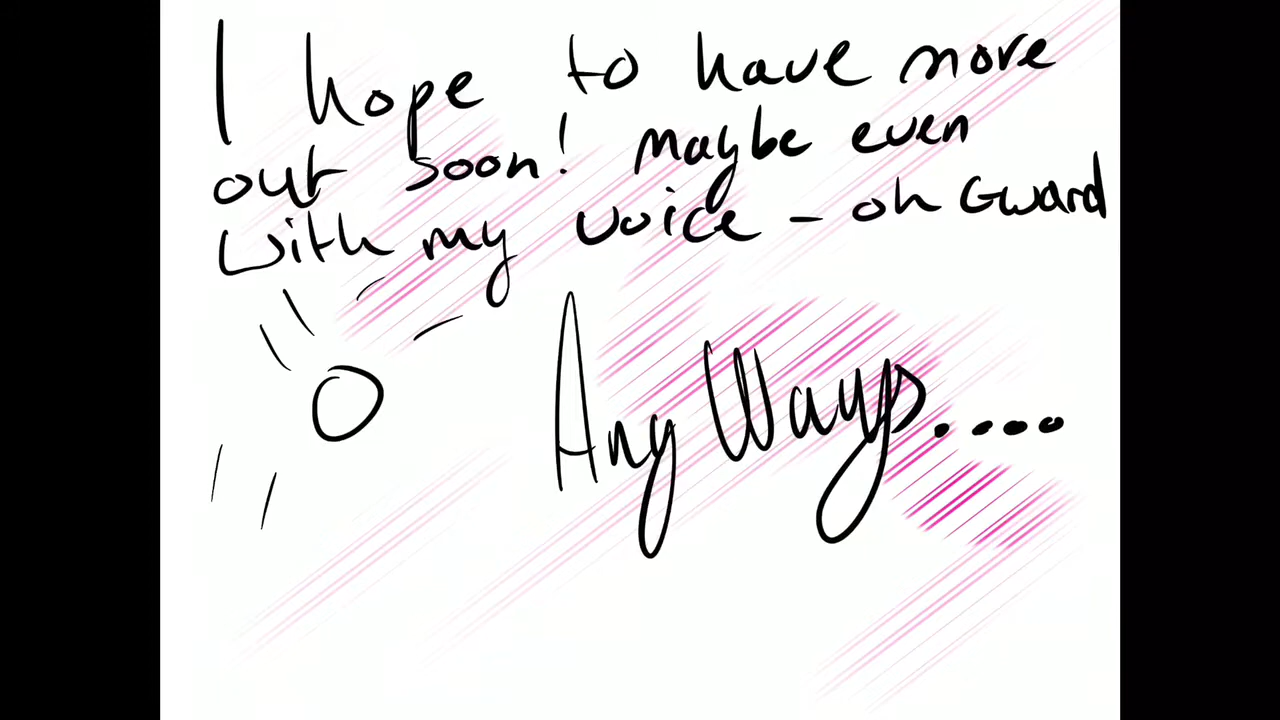 I hope to have more
out soon! maybe even
with my voice - oh Gward
Any Ways.....